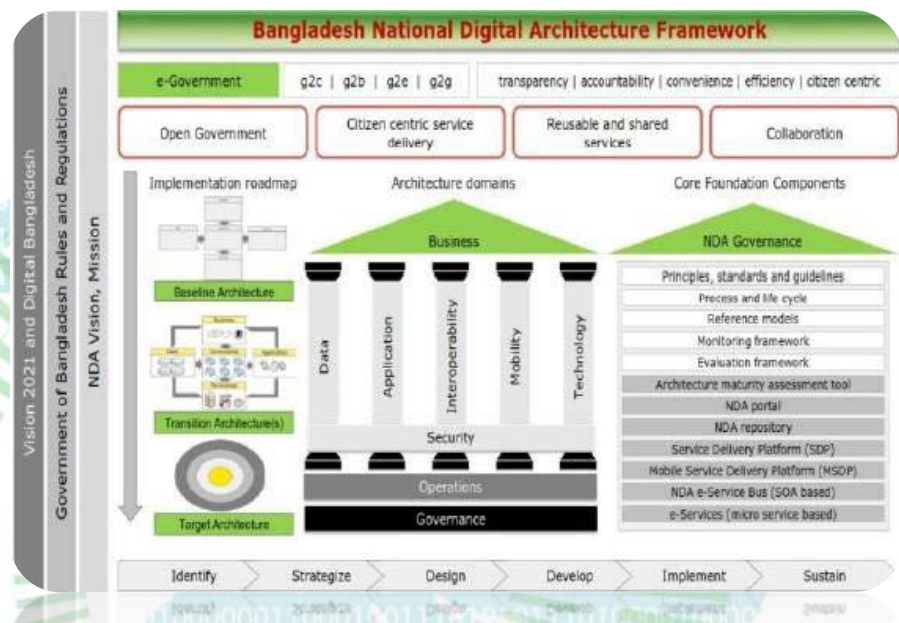 Bangladesh National Digital Architecture Framework
e-Government
g2c | g2b | g2e | g2g
transparency | accountability | convenience | efficiency | citizen centric
Open Government
Citizen centric service
delivery
Reusable and shared
services
Collaboration
Vision 2021 and Digital Bangladesh
Government of Bangladesh Rules and Regulations
NDA Vision, Mission
Implementation roadmap
Baseline Architecture
Transition Architecture(s)
Target Architecture
Architecture domains
Business
Data
Application
Interoperability
Mobility
Technology
Security
Operations
Governance
Core Foundation Components
NDA Governance
Principles, standards and guidelines
Process and life cycle
Reference models
Monitoring framework
Evaluation framework
Architecture maturity assessment tool
NDA portal
NDA repository
Service Delivery Platform (SDP)
Mobile Service Delivery Platform (MSDP)
NDA e-Service Bus (SOA based)
e-Services (micro service based)
Identify
Strategize
Design
Develop
Implement
Sustain